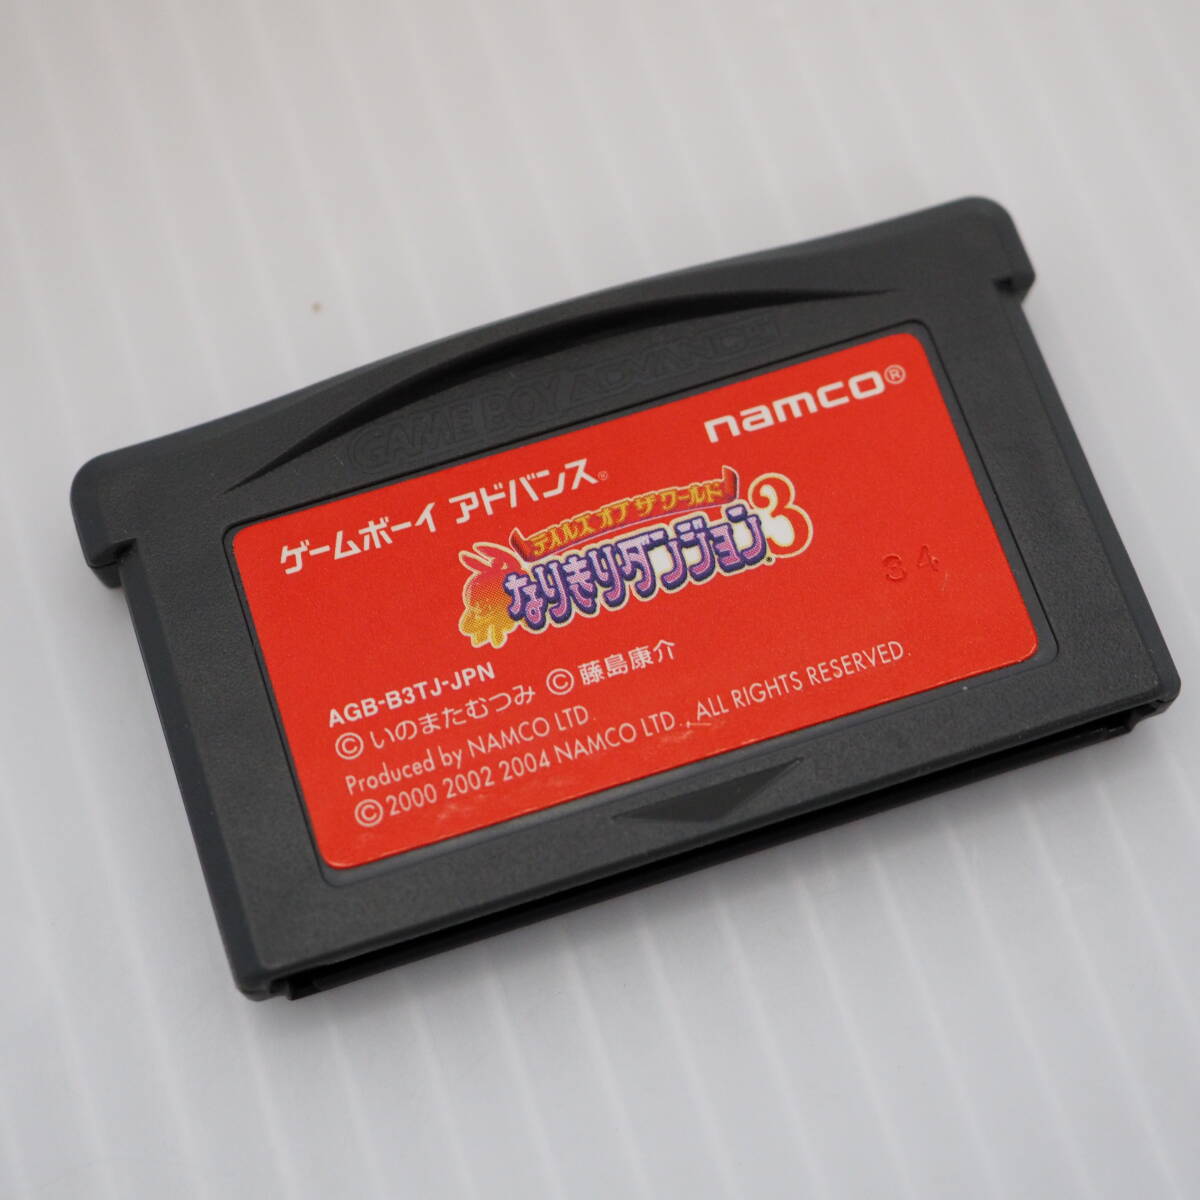 GAME BOY ADVANCE™
namco®
ゲームボーイ アドバンス®
テイルズ オブ ザ ワールド
なりきりダンジョン3
34
AGB-B3TJ-JPN
©いのまたむつみ ©藤島康介
Produced by NAMCO LTD.
©2000 2002 2004 NAMCO LTD., ALL RIGHTS RESERVED.